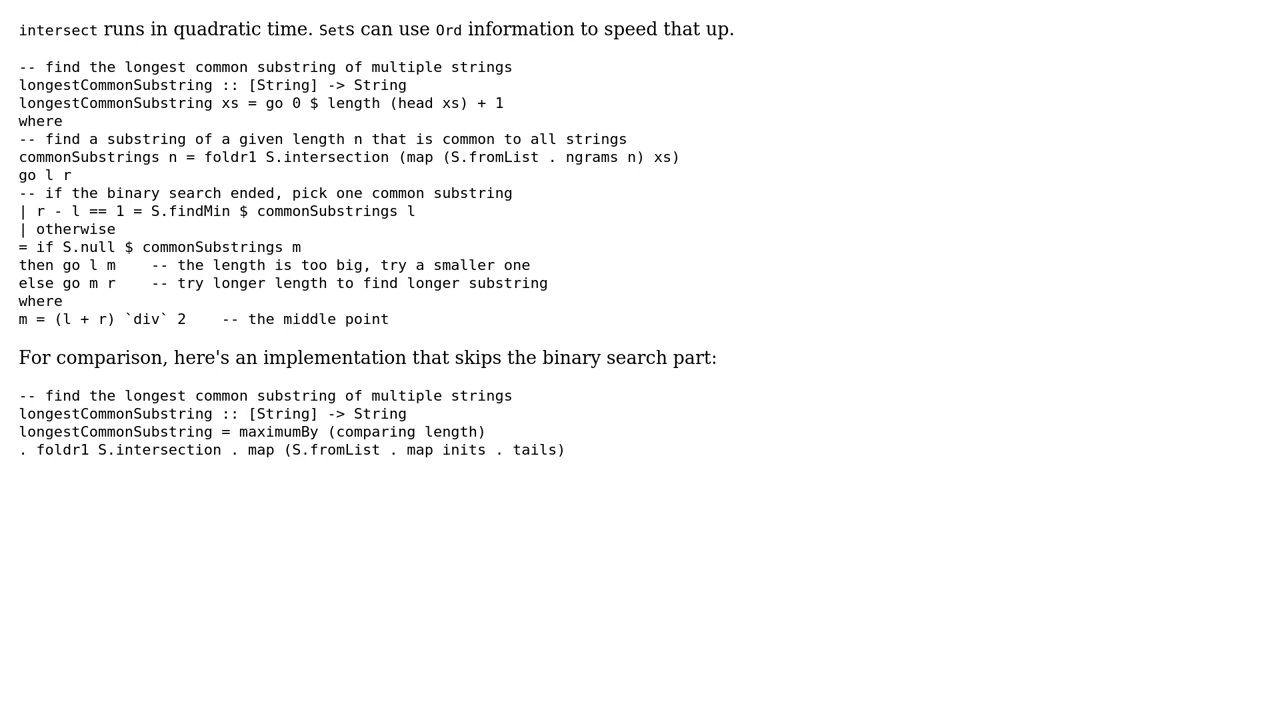 intersect runs in quadratic time. Sets can use Ord information to speed that up.
-- find the longest common substring of multiple strings
longestCommonSubstring :: [String] -> String
longestCommonSubstring xs = go 0 $ length (head xs) + 1
where
-- find a substring of a given length n that is common to all strings
commonSubstrings n = foldr1 S.intersection (map (S.fromList . ngrams n) xs)
go l r
-- if the binary search ended, pick one common substring
| r - l == 1 = S.findMin $ commonSubstrings l
| otherwise
= if S.null $ commonSubstrings m
then go l m    -- the length is too big, try a smaller one
else go m r    -- try longer length to find longer substring
where
m = (l + r) `div` 2    -- the middle point
For comparison, here's an implementation that skips the binary search part:
-- find the longest common substring of multiple strings
longestCommonSubstring :: [String] -> String
longestCommonSubstring = maximumBy (comparing length)
. foldr1 S.intersection . map (S.fromList . map inits . tails)